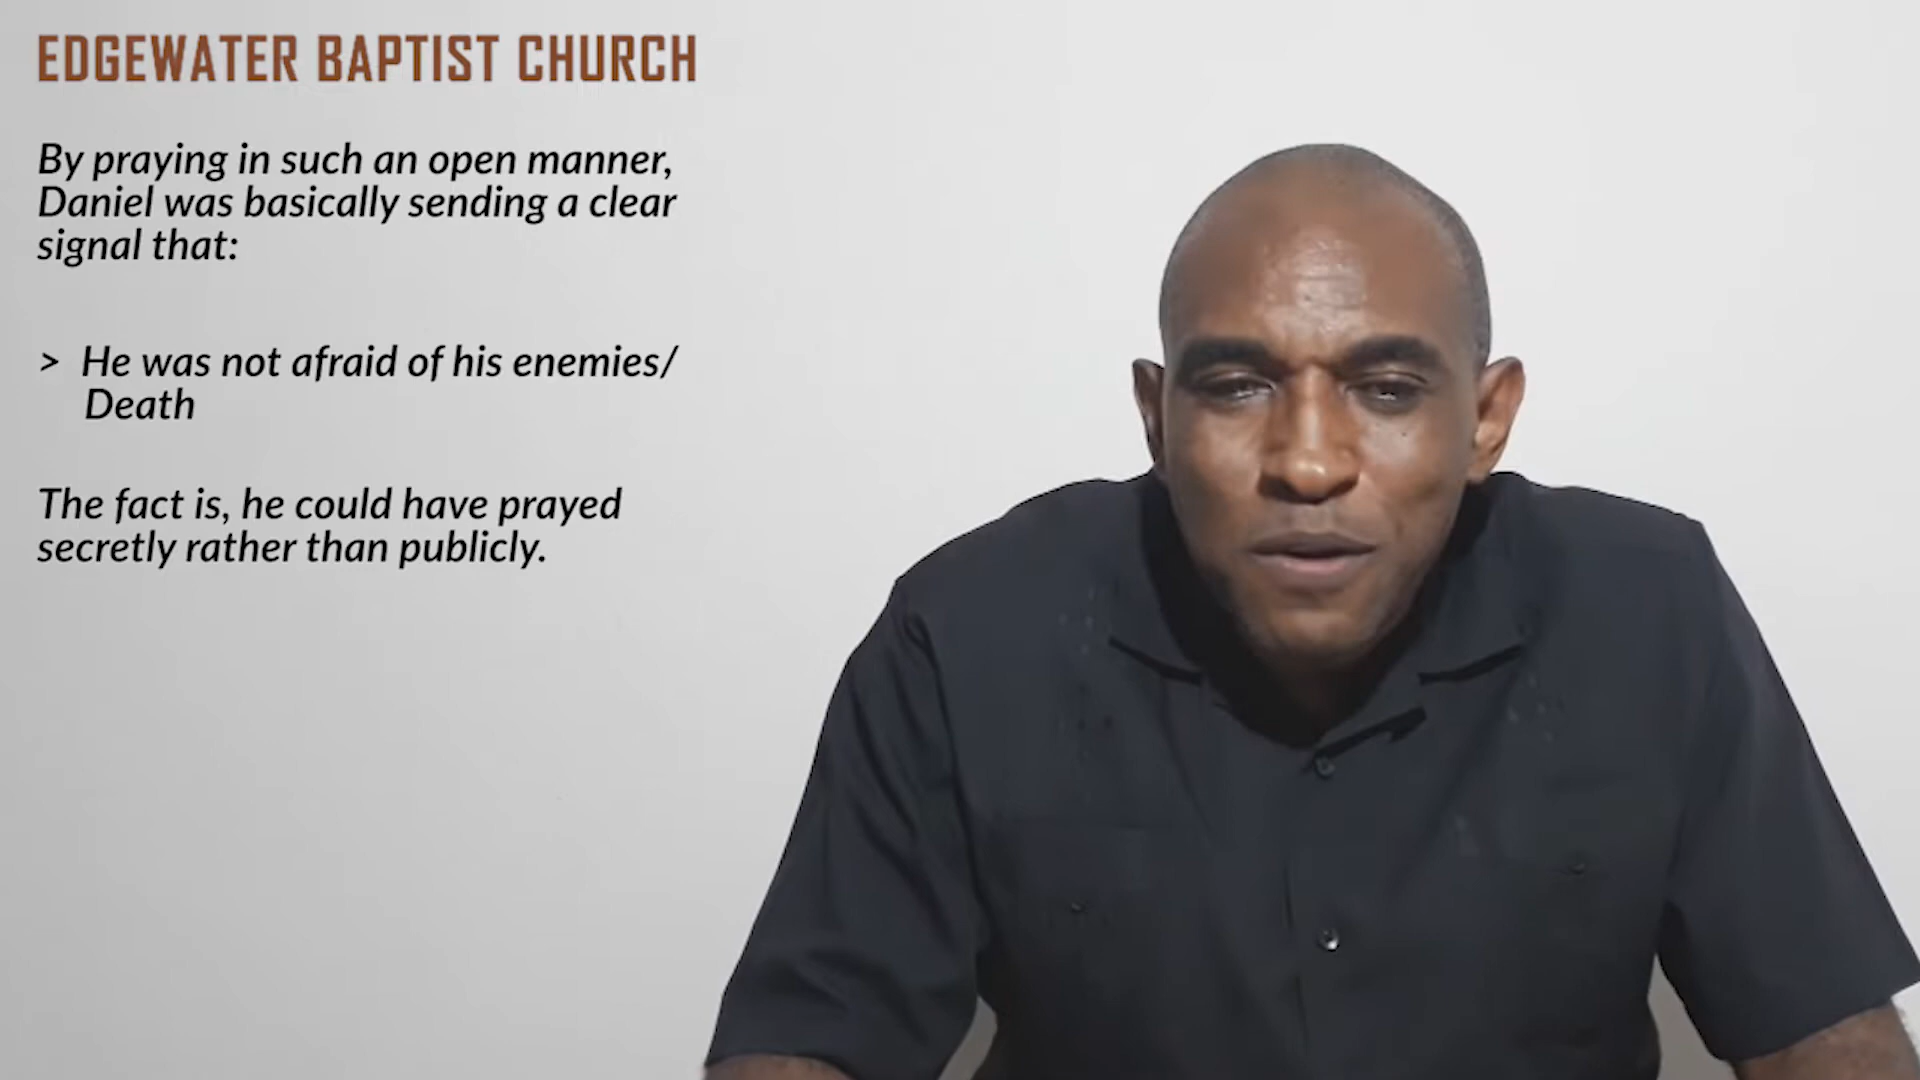 EDGEWATER BAPTIST CHURCH
By praying in such an open manner,
Daniel was basically sending a clear
signal that:
> He was not afraid of his enemies/
Death
The fact is, he could have prayed
secretly rather than publicly.